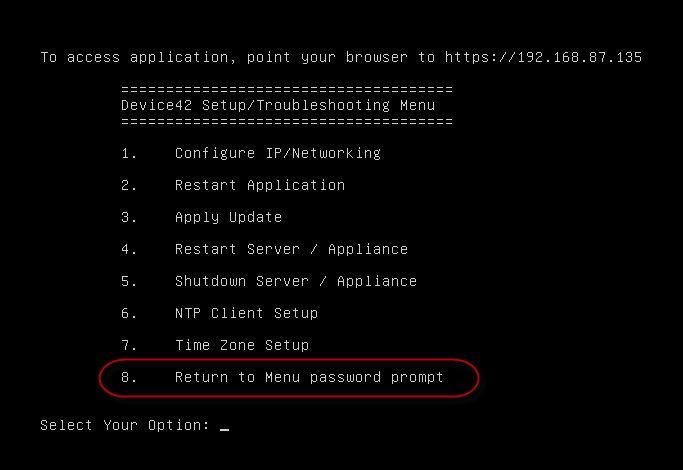 To access application, point your browser to https://192.168.87.135
=====================================
Device42 Setup/Troubleshooting Menu
=====================================
1. Configure IP/Networking
2. Restart Application
3. Apply Update
4. Restart Server / Appliance
5. Shutdown Server / Appliance
6. NTP Client Setup
7. Time Zone Setup
8. Return to Menu password prompt
Select Your Option: _